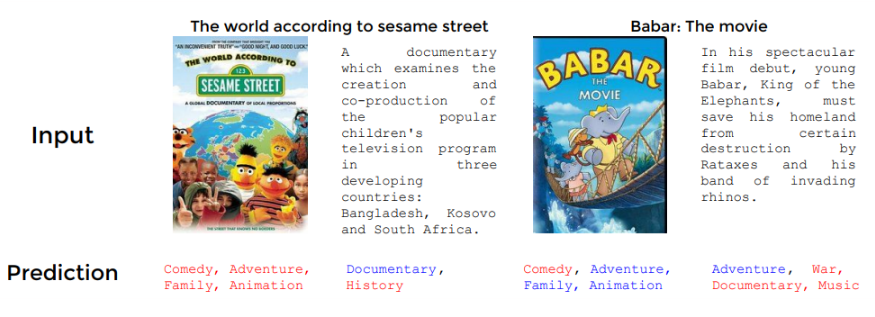 The world according to sesame street
Babar: The movie
Input
FROM THE COMPANY THAT BROUGHT YOU
"AN INCONVENIENT TRUTH" AND "GOOD NIGHT, AND GOOD LUCK."
THE WORLD ACCORDING TO
123
SESAME STREET
A GLOBAL DOCUMENTARY OF LOCAL PROPORTIONS
A documentary
which examines the
creation and
co-production of
the popular
children's
television program
in three
developing
countries:
Bangladesh, Kosovo
and South Africa.
BABAR
THE
MOVIE
In his spectacular
film debut, young
Babar, King of the
Elephants, must
save his homeland
from certain
destruction by
Rataxes and his
band of invading
rhinos.
Prediction
Comedy, Adventure,
Family, Animation
Documentary,
History
Comedy, Adventure,
Family, Animation
Adventure, War,
Documentary, Music